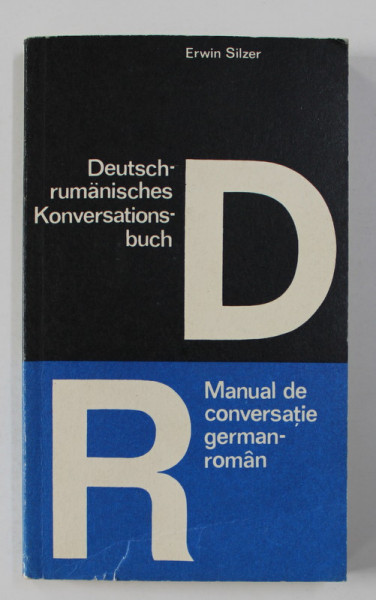 Erwin Silzer
Deutsch-
rumänisches
Konversations-
buch
D
R
Manual de
conversație
german-
român